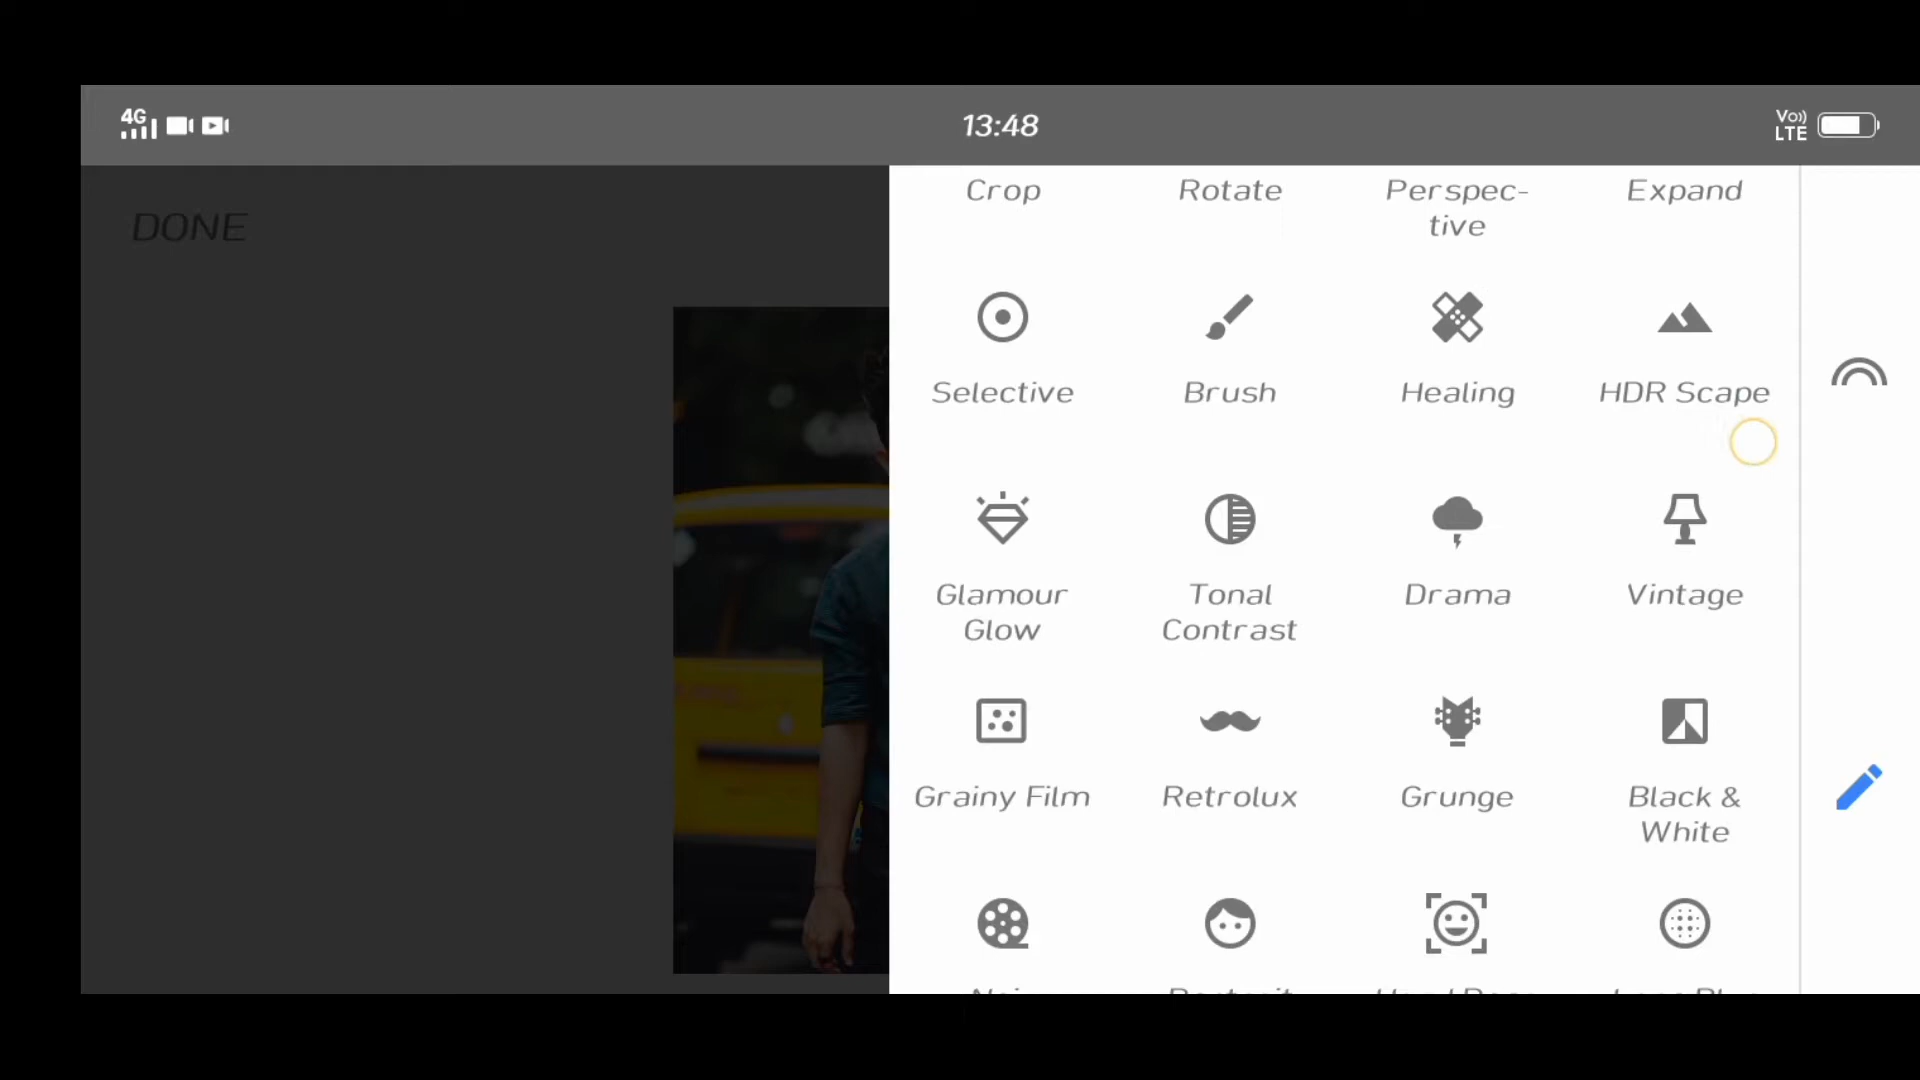 4G
13:48
Vo))
LTE
DONE
Crop
Rotate
Perspec-
tive
Expand
Selective
Brush
Healing
HDR Scape
Glamour
Glow
Tonal
Contrast
Drama
Vintage
Grainy Film
Retrolux
Grunge
Black &
White